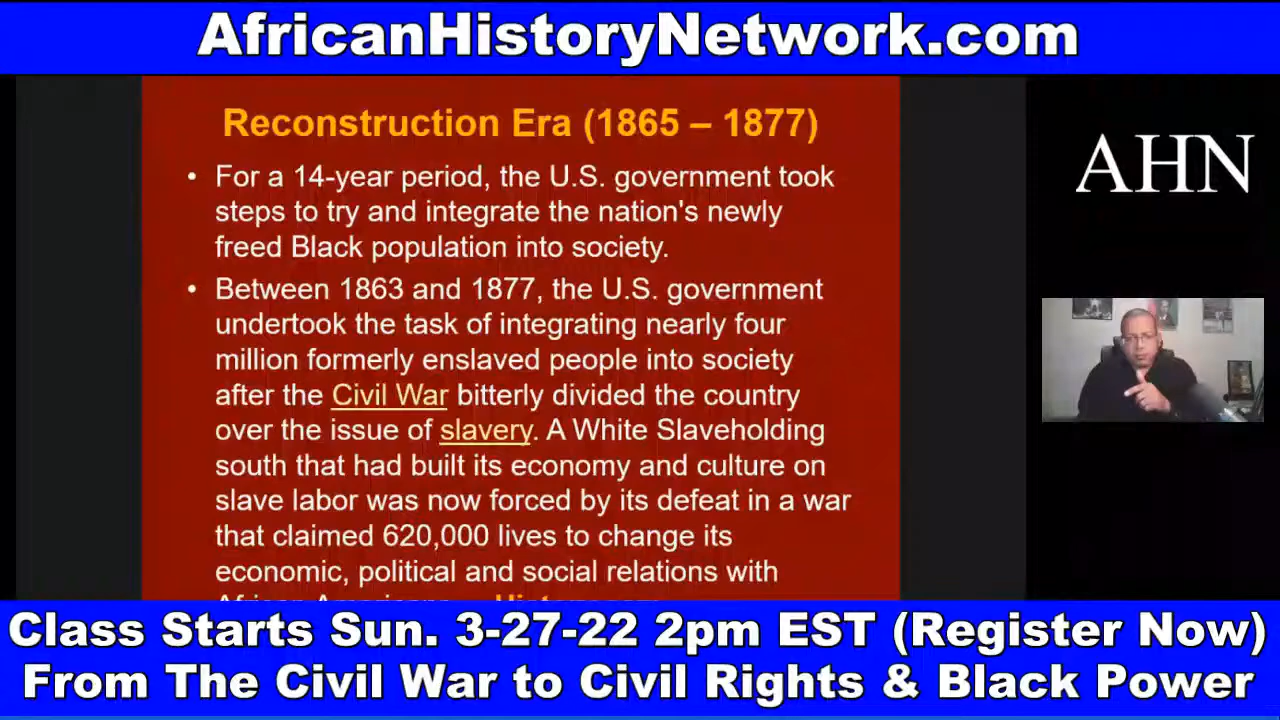 AfricanHistoryNetwork.com
Reconstruction Era (1865 – 1877)
• For a 14-year period, the U.S. government took
steps to try and integrate the nation's newly
freed Black population into society.
• Between 1863 and 1877, the U.S. government
undertook the task of integrating nearly four
million formerly enslaved people into society
after the Civil War bitterly divided the country
over the issue of slavery. A White Slaveholding
south that had built its economy and culture on
slave labor was now forced by its defeat in a war
that claimed 620,000 lives to change its
economic, political and social relations with
AHN
Class Starts Sun. 3-27-22 2pm EST (Register Now)
From The Civil War to Civil Rights & Black Power